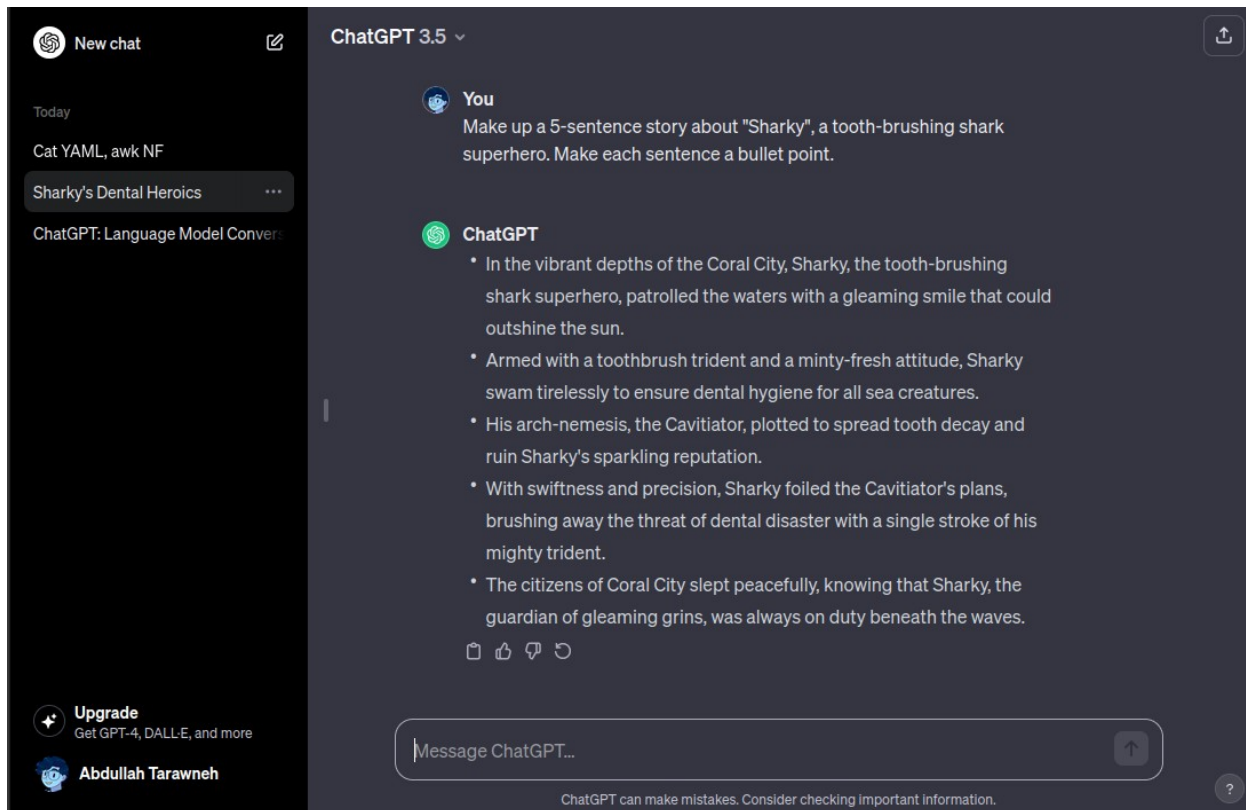 New chat
Today
Cat YAML, awk NF
Sharky's Dental Heroics
ChatGPT: Language Model Convers
Upgrade
Get GPT-4, DALL·E, and more
Abdullah Tarawneh
ChatGPT 3.5
You
Make up a 5-sentence story about "Sharky", a tooth-brushing shark
superhero. Make each sentence a bullet point.
ChatGPT
• In the vibrant depths of the Coral City, Sharky, the tooth-brushing
shark superhero, patrolled the waters with a gleaming smile that could
outshine the sun.
• Armed with a toothbrush trident and a minty-fresh attitude, Sharky
swam tirelessly to ensure dental hygiene for all sea creatures.
• His arch-nemesis, the Cavitiator, plotted to spread tooth decay and
ruin Sharky's sparkling reputation.
• With swiftness and precision, Sharky foiled the Cavitiator's plans,
brushing away the threat of dental disaster with a single stroke of his
mighty trident.
• The citizens of Coral City slept peacefully, knowing that Sharky, the
guardian of gleaming grins, was always on duty beneath the waves.
Message ChatGPT...
ChatGPT can make mistakes. Consider checking important information.
?